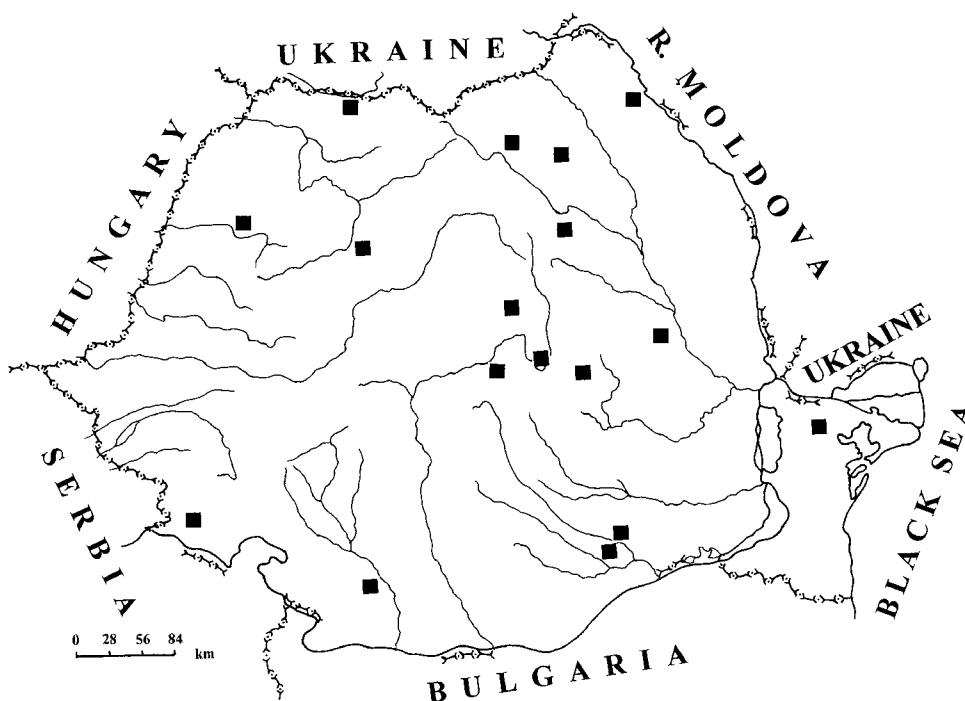 UKRAINE
R. MOLDOVA
HUNGARY
UKRAINE
SERBIA
BLACK SEA
0 28 56 84
km
BULGARIA